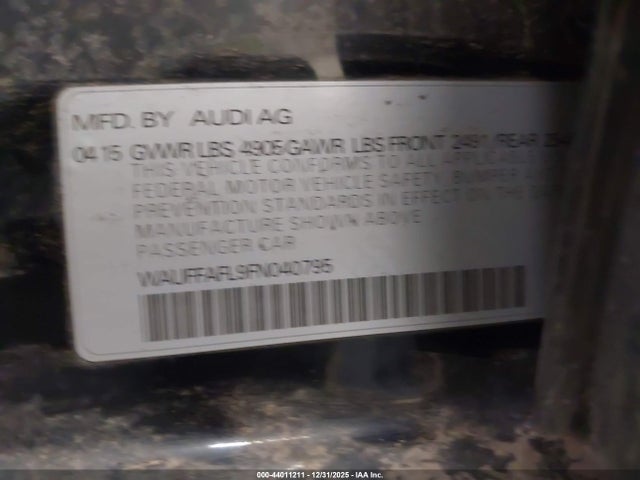 MFD. BY AUDI AG
04 15 GVWR LBS 4905 GAWR LBS FRONT 2491 /REAR
THIS VEHICLE CONFORMS TO ALL APPLICABLE
FEDERAL MOTOR VEHICLE SAFETY, BUMPER A
PREVENTION STANDARDS IN EFFECT ON THE DA
MANUFACTURE SHOWN ABOVE
PASSENGER CAR
WAUFFAFL9FN040795
000-44011211 - 12/31/2025 - IAA Inc.